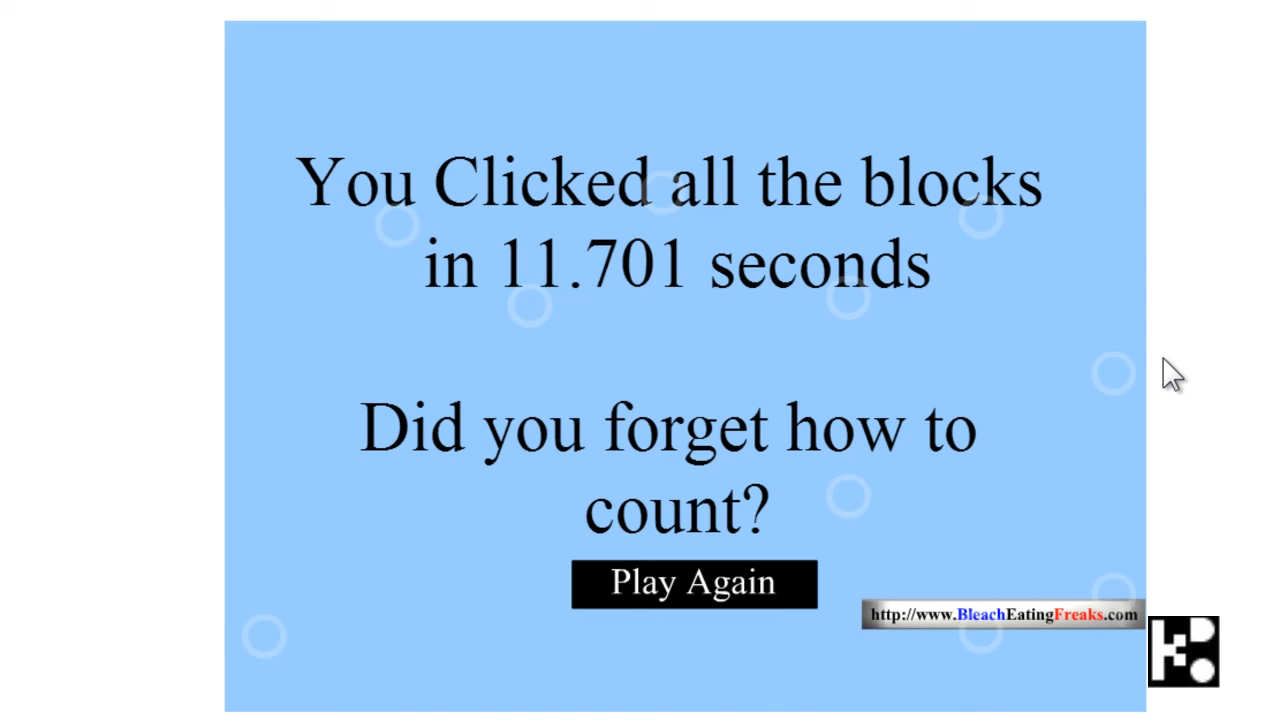 You Clicked all the blocks
in 11.701 seconds
Did you forget how to
count?
Play Again
http://www.BleachEatingFreaks.com